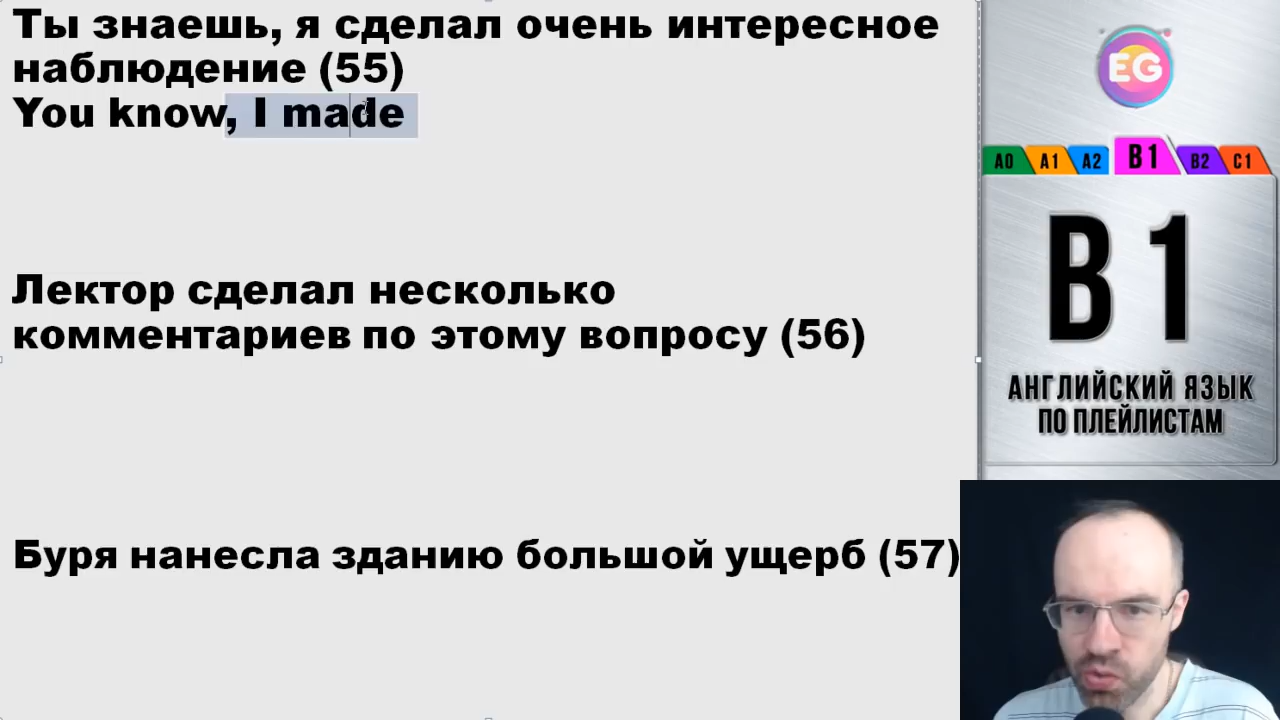 Ты знаешь, я сделал очень интересное
наблюдение (55)
You know, I made
Лектор сделал несколько
комментариев по этому вопросу (56)
Буря нанесла зданию большой ущерб (57)
EG
A0 A1 A2 B1 B2 C1
B1
АНГЛИЙСКИЙ ЯЗЫК
ПО ПЛЕЙЛИСТАМ